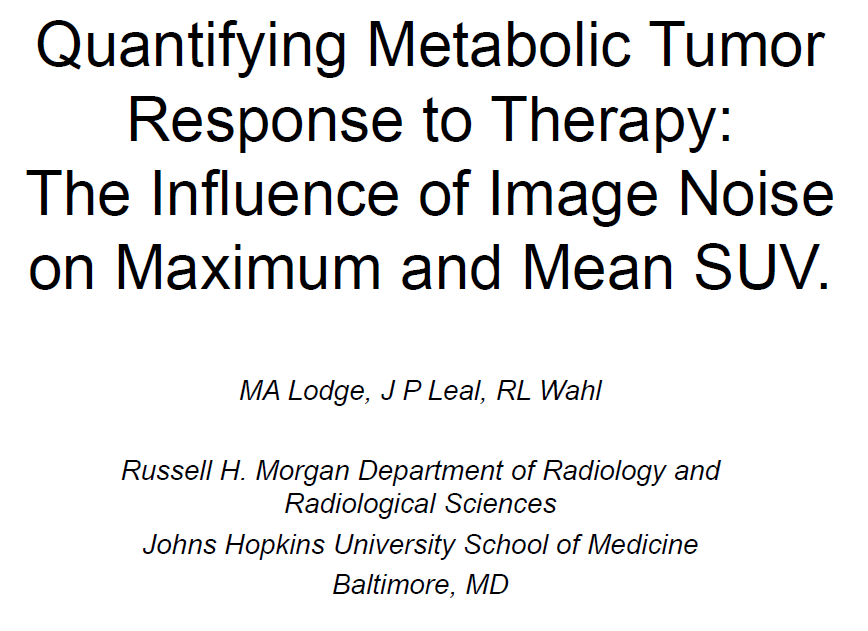 Quantifying Metabolic Tumor
Response to Therapy:
The Influence of Image Noise
on Maximum and Mean SUV.
MA Lodge, J P Leal, RL Wahl
Russell H. Morgan Department of Radiology and
Radiological Sciences
Johns Hopkins University School of Medicine
Baltimore, MD